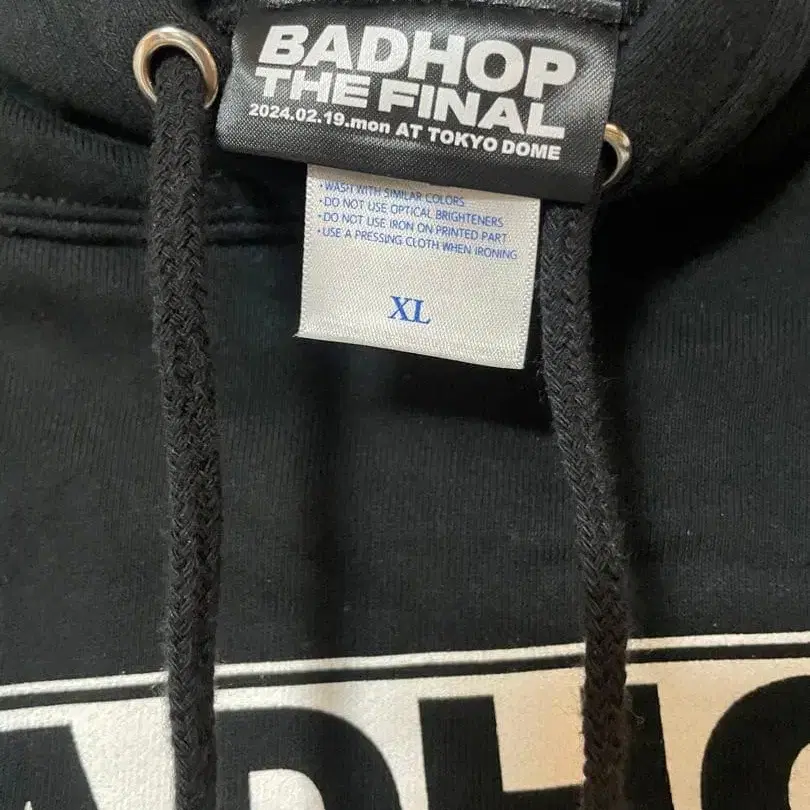 BADHOP
THE FINAL
2024.02.19.mon AT TOKYO DOME
・WASH WITH SIMILAR COLORS
・DO NOT USE OPTICAL BRIGHTENERS
・DO NOT USE IRON ON PRINTED PART
・USE A PRESSING CLOTH WHEN IRONING
XL
ADHO